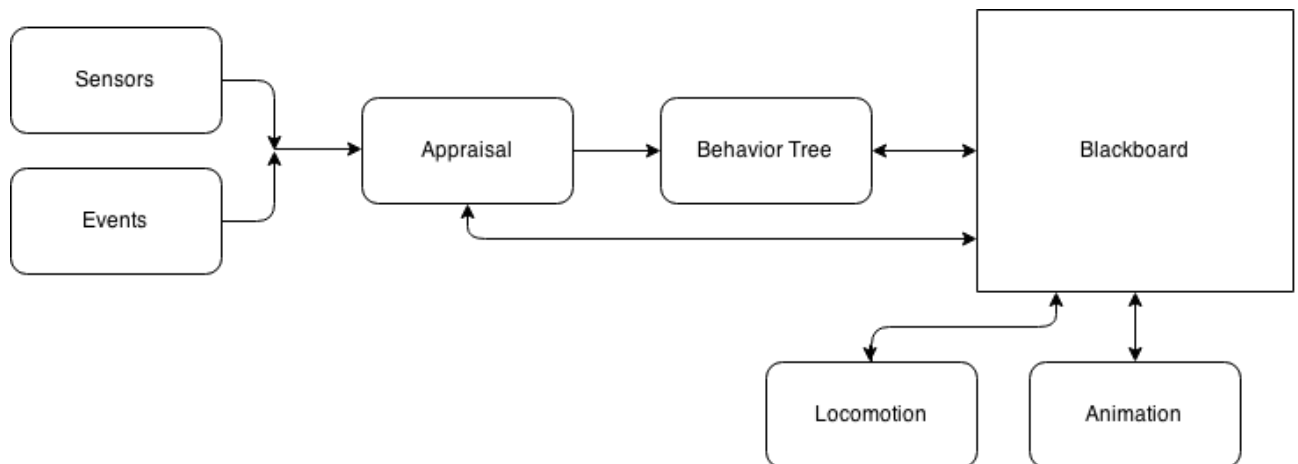 Sensors
Events
Appraisal
Behavior Tree
Blackboard
Locomotion
Animation